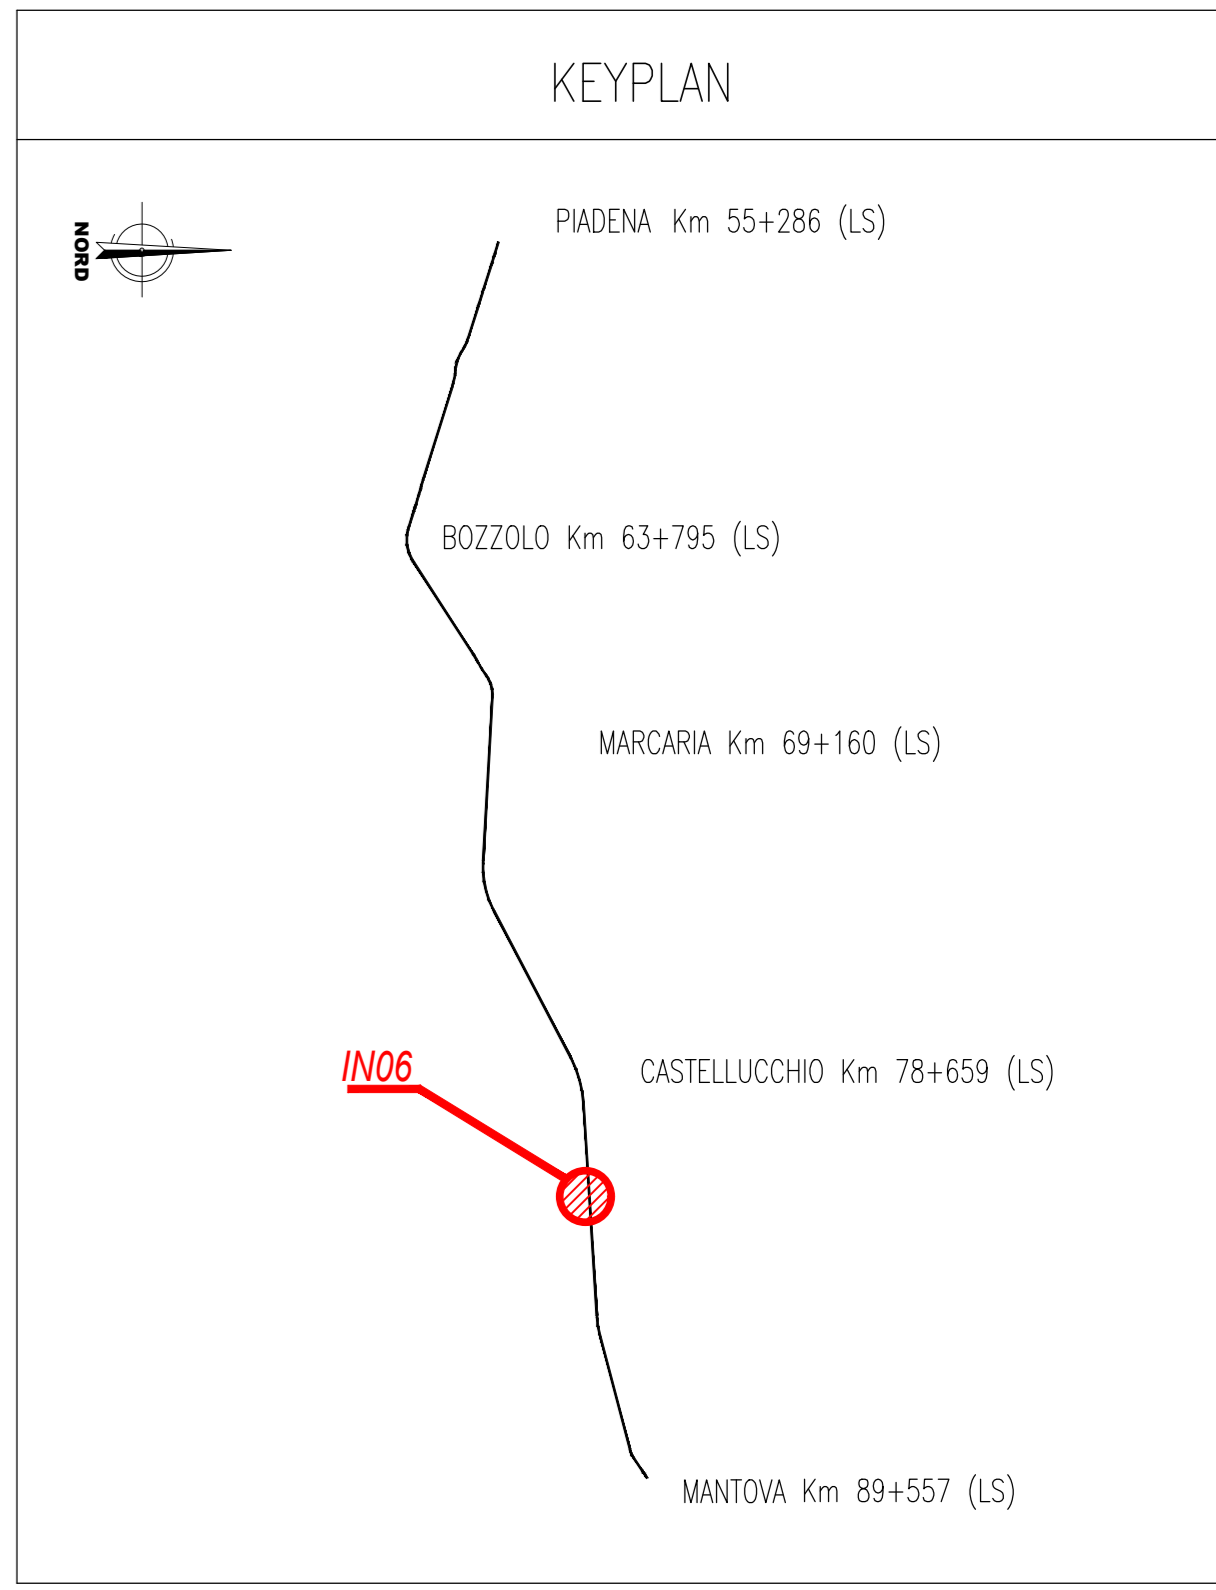 KEYPLAN
NORD
PIADENA Km 55+286 (LS)
BOZZOLO Km 63+795 (LS)
MARCARIA Km 69+160 (LS)
IN06
CASTELLUCCHIO Km 78+659 (LS)
MANTOVA Km 89+557 (LS)